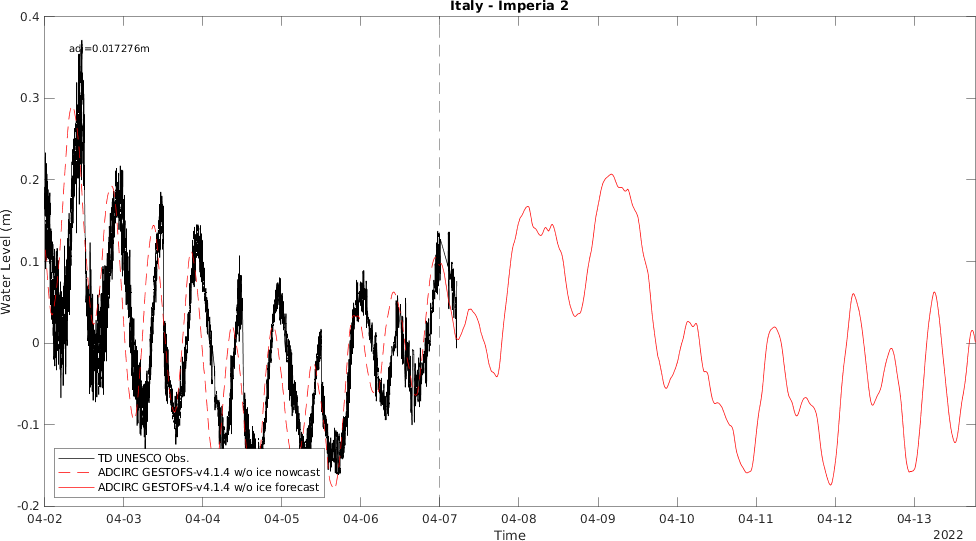 Italy - Imperia 2
0.4
0.3
0.2
0.1
0
-0.1
-0.2
Water Level (m)
=0.017276m
TD UNESCO Obs.
ADCIRC GESTOFS-v4.1.4 w/o ice nowcast
ADCIRC GESTOFS-v4.1.4 w/o ice forecast
04-02 04-03 04-04 04-05 04-06 04-07 04-08 04-09 04-10 04-11 04-12 04-13
Time
2022